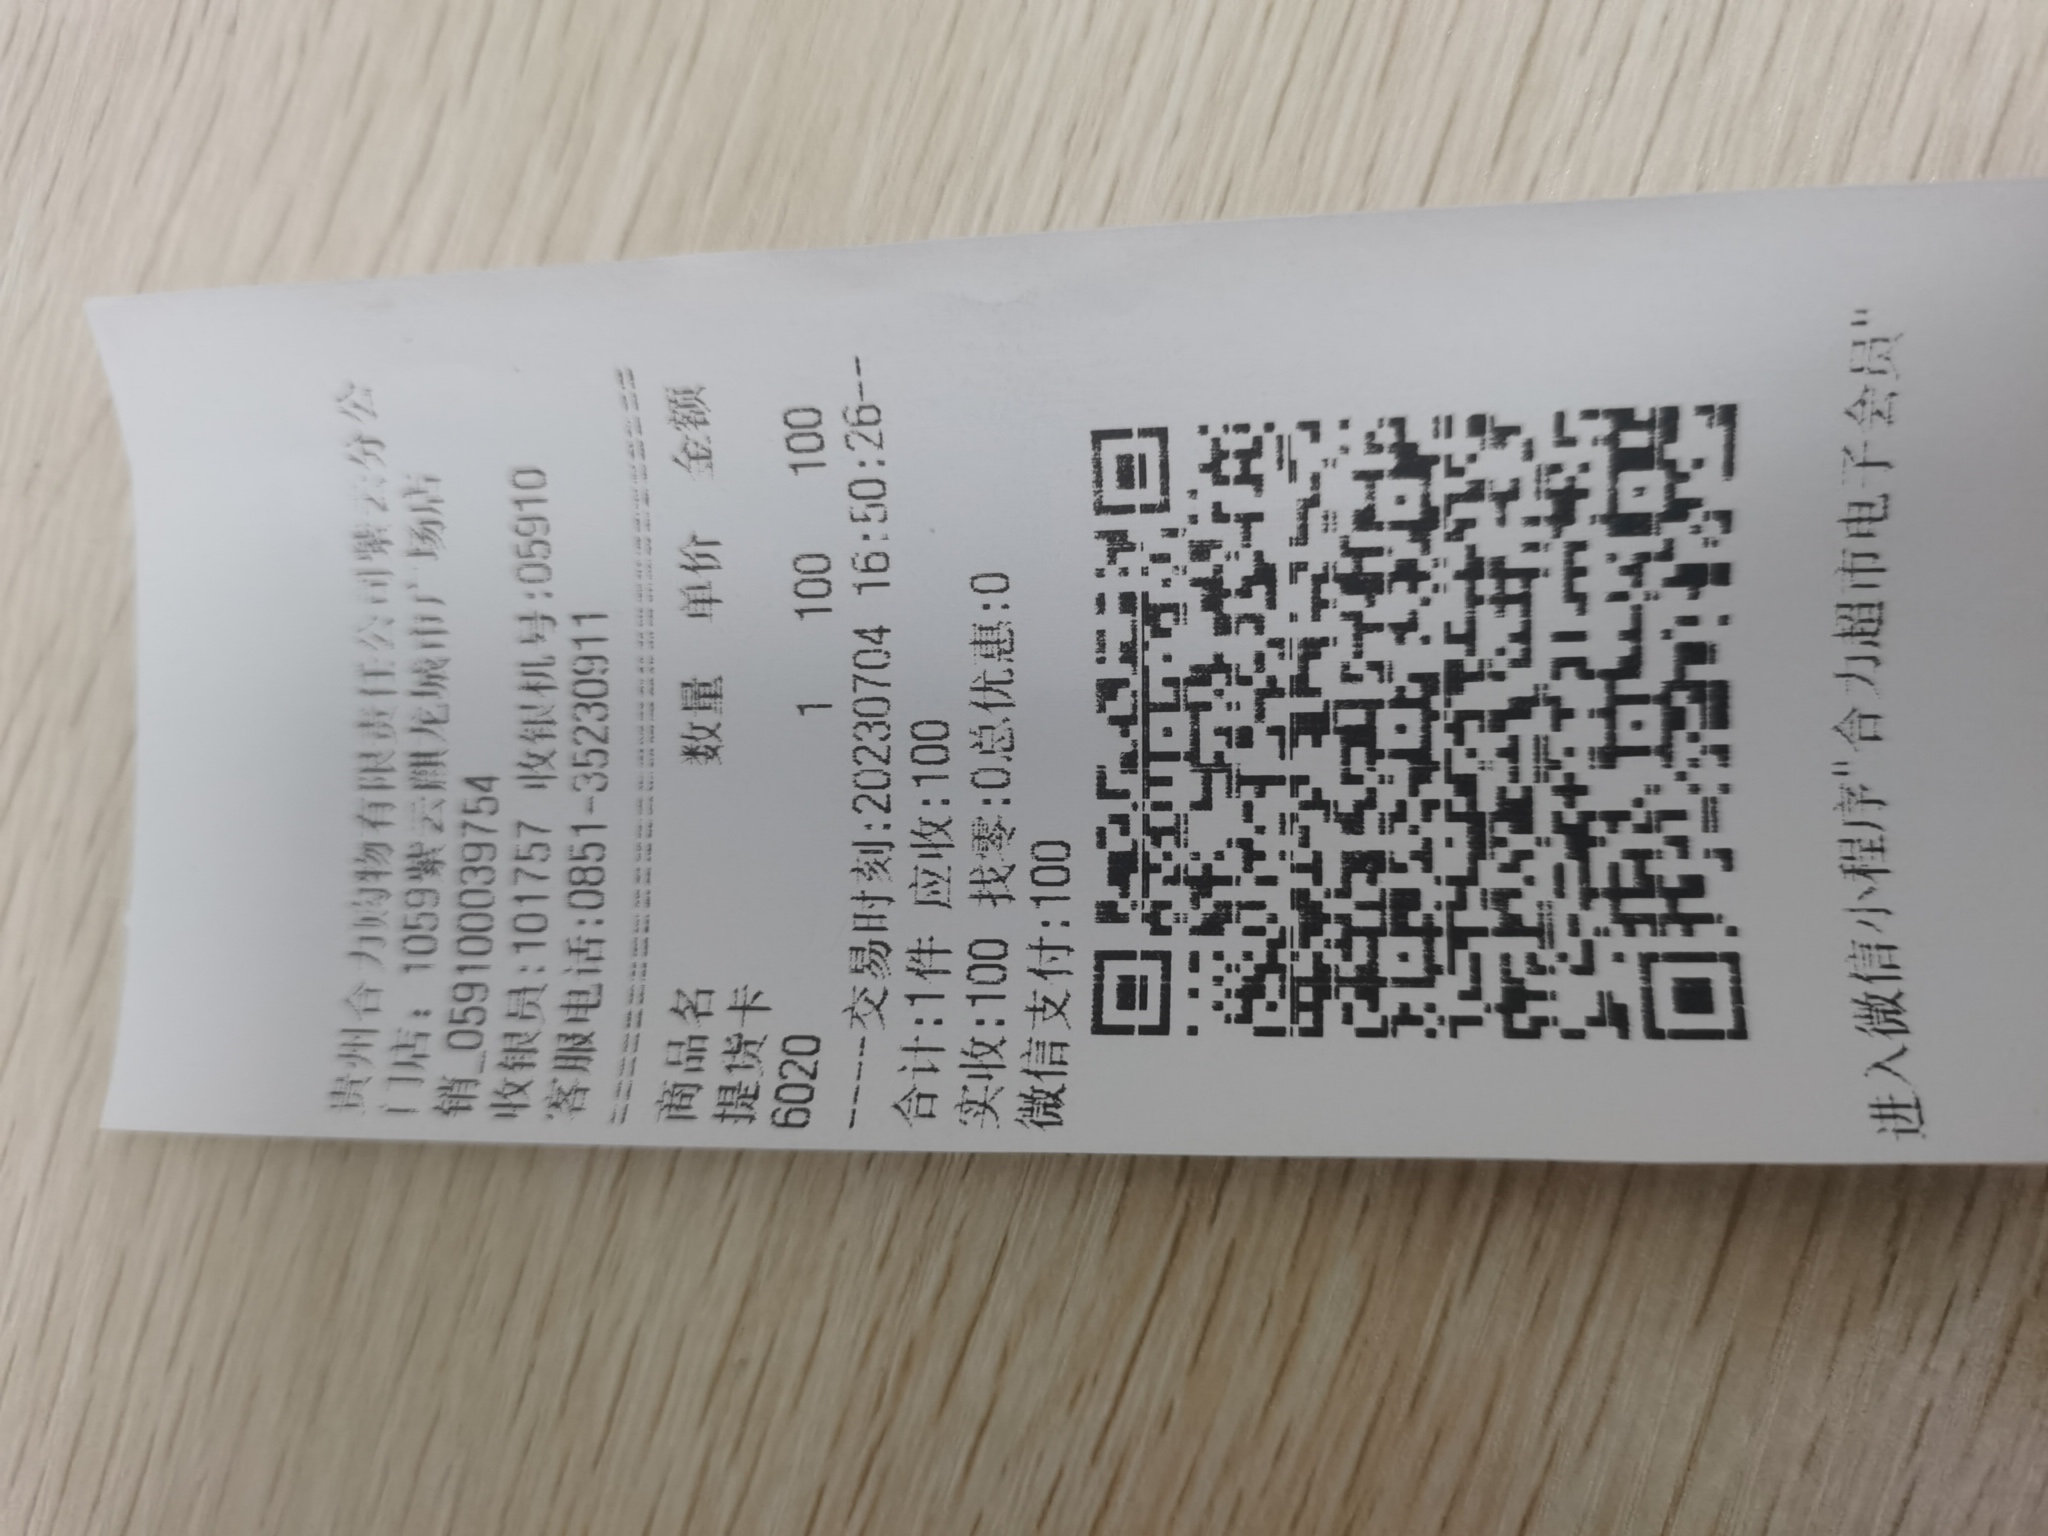 贵州合力购物有限责任公司紫云分公
门店: 1059紫云麒龙城市广场店
销_059100039754
收银员:101757 收银机号:05910
客服电话:0851-35230911
==========================================
商品名 数量 单价 金额
提货卡
6020 1 100 100
-----交易时刻:20230704 16:50:26---
合计:1件 应收:100
实收:100 找零:0总优惠:0
微信支付:100
进入微信小程序"合力超市电子会员"